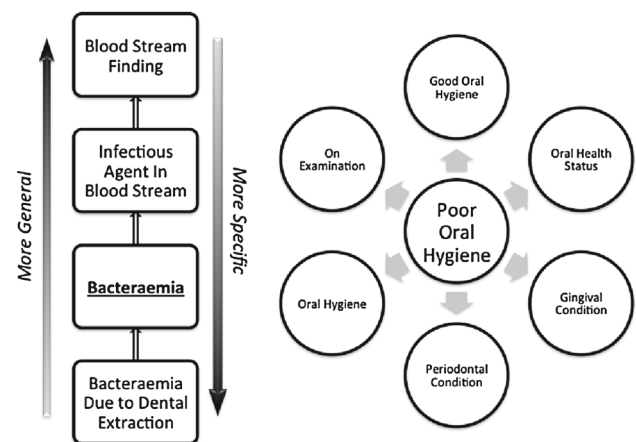 Blood Stream
Finding
Infectious
Agent In
Blood Stream
Bacteraemia
Bacteraemia
Due to Dental
Extraction
More General
More Specific
Good Oral
Hygiene
On
Examination
Oral Health
Status
Poor
Oral
Hygiene
Oral Hygiene
Gingival
Condition
Periodontal
Condition